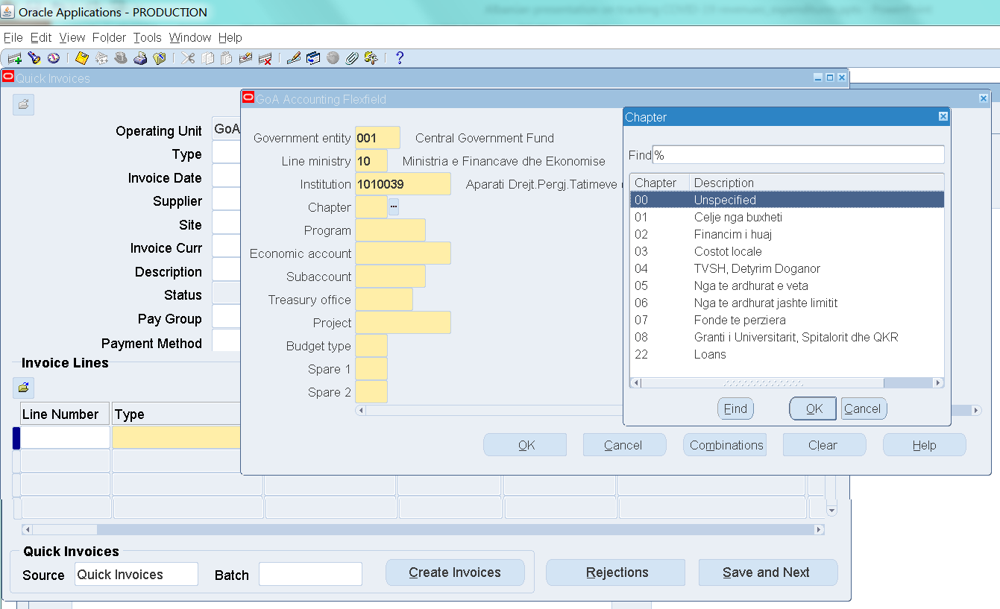 Oracle Applications - PRODUCTION
File Edit View Folder Tools Window Help
Quick Invoices
Operating Unit GoA
Type
Invoice Date
Supplier
Site
Invoice Curr
Description
Status
Pay Group
Payment Method
Invoice Lines
Line Number Type
GoA Accounting Flexfield
Government entity 001 Central Government Fund
Line ministry 10 Ministria e Financave dhe Ekonomise
Institution 1010039 Aparati Drejt.Pergj.Tatimeve
Chapter ...
Program
Economic account
Subaccount
Treasury office
Project
Budget type
Spare 1
Spare 2
OK Cancel Combinations Clear Help
Chapter
Find %
Chapter Description
00 Unspecified
01 Celje nga buxheti
02 Financim i huaj
03 Costot locale
04 TVSH, Detyrim Doganor
05 Nga te ardhurat e veta
06 Nga te ardhurat jashte limitit
07 Fonde te perziera
08 Granti i Universitarit, Spitalorit dhe QKR
22 Loans
Find OK Cancel
Quick Invoices
Source Quick Invoices Batch Create Invoices Rejections Save and Next